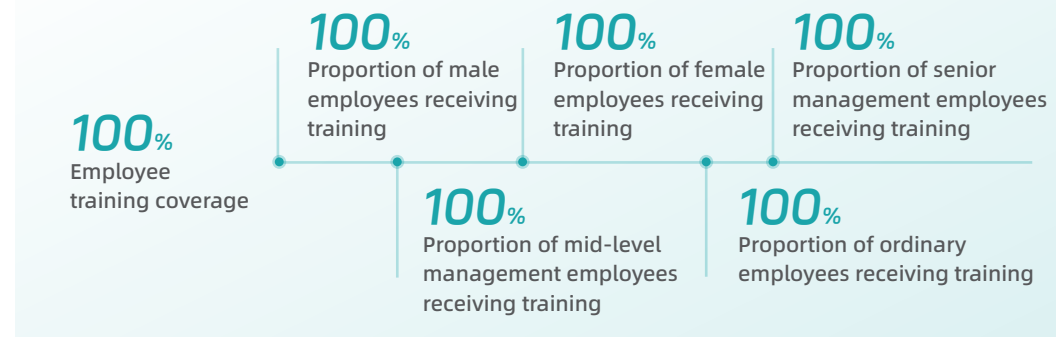 100%
Employee
training coverage
100%
Proportion of male
employees receiving
training
100%
Proportion of mid-level
management employees
receiving training
100%
Proportion of female
employees receiving
training
100%
Proportion of ordinary
employees receiving training
100%
Proportion of senior
management employees
receiving training